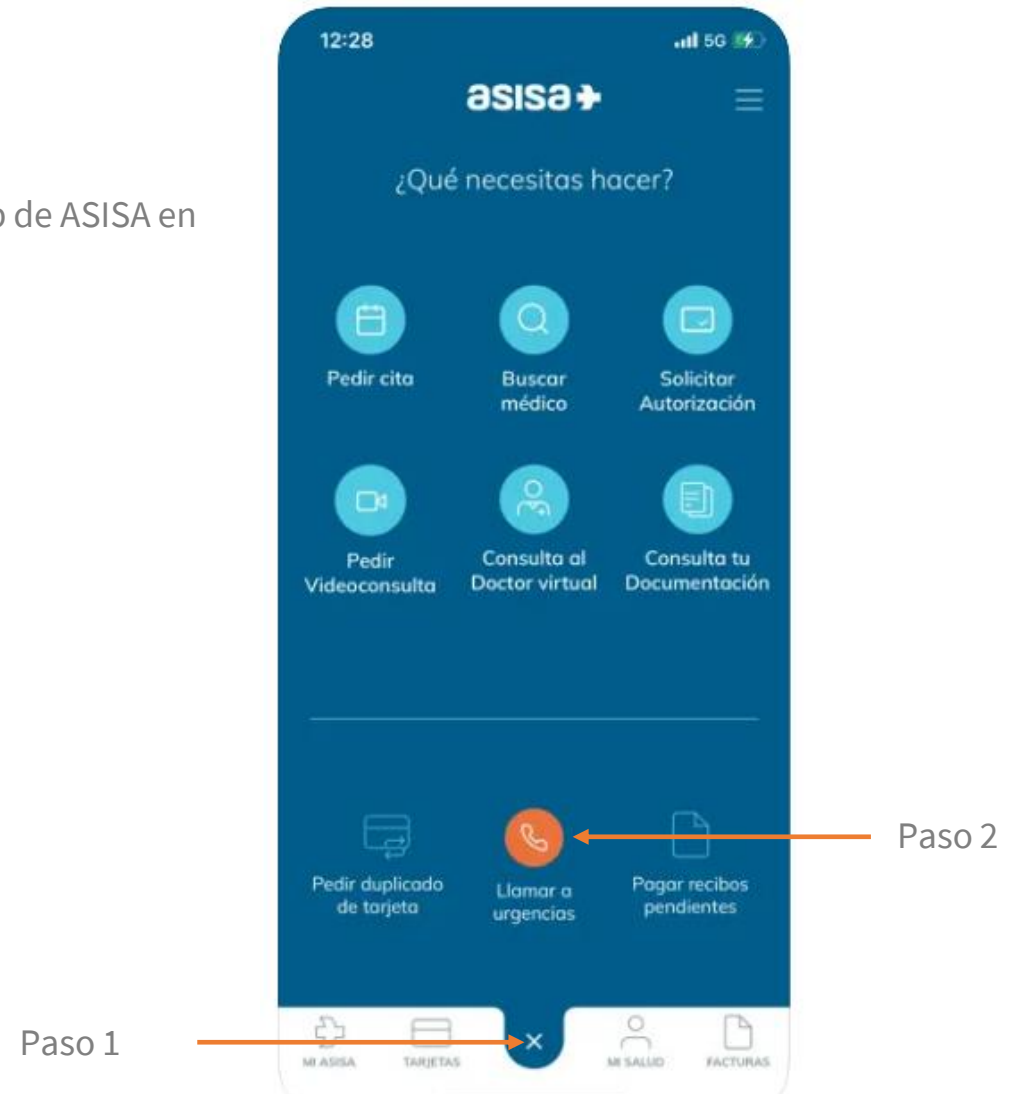 12:28
5G
asisa
¿Qué necesitas hacer?
de ASISA en
Pedir cita
Buscar
médico
Solicitar
Autorización
Pedir
Videoconsulta
Consulta al
Doctor virtual
Consulta tu
Documentación
Paso 2
Pedir duplicado
de tarjeta
Llamar a
urgencias
Pagar recibos
pendientes
Paso 1
MI ASISA
TARJETAS
MI SALUD
FACTURAS